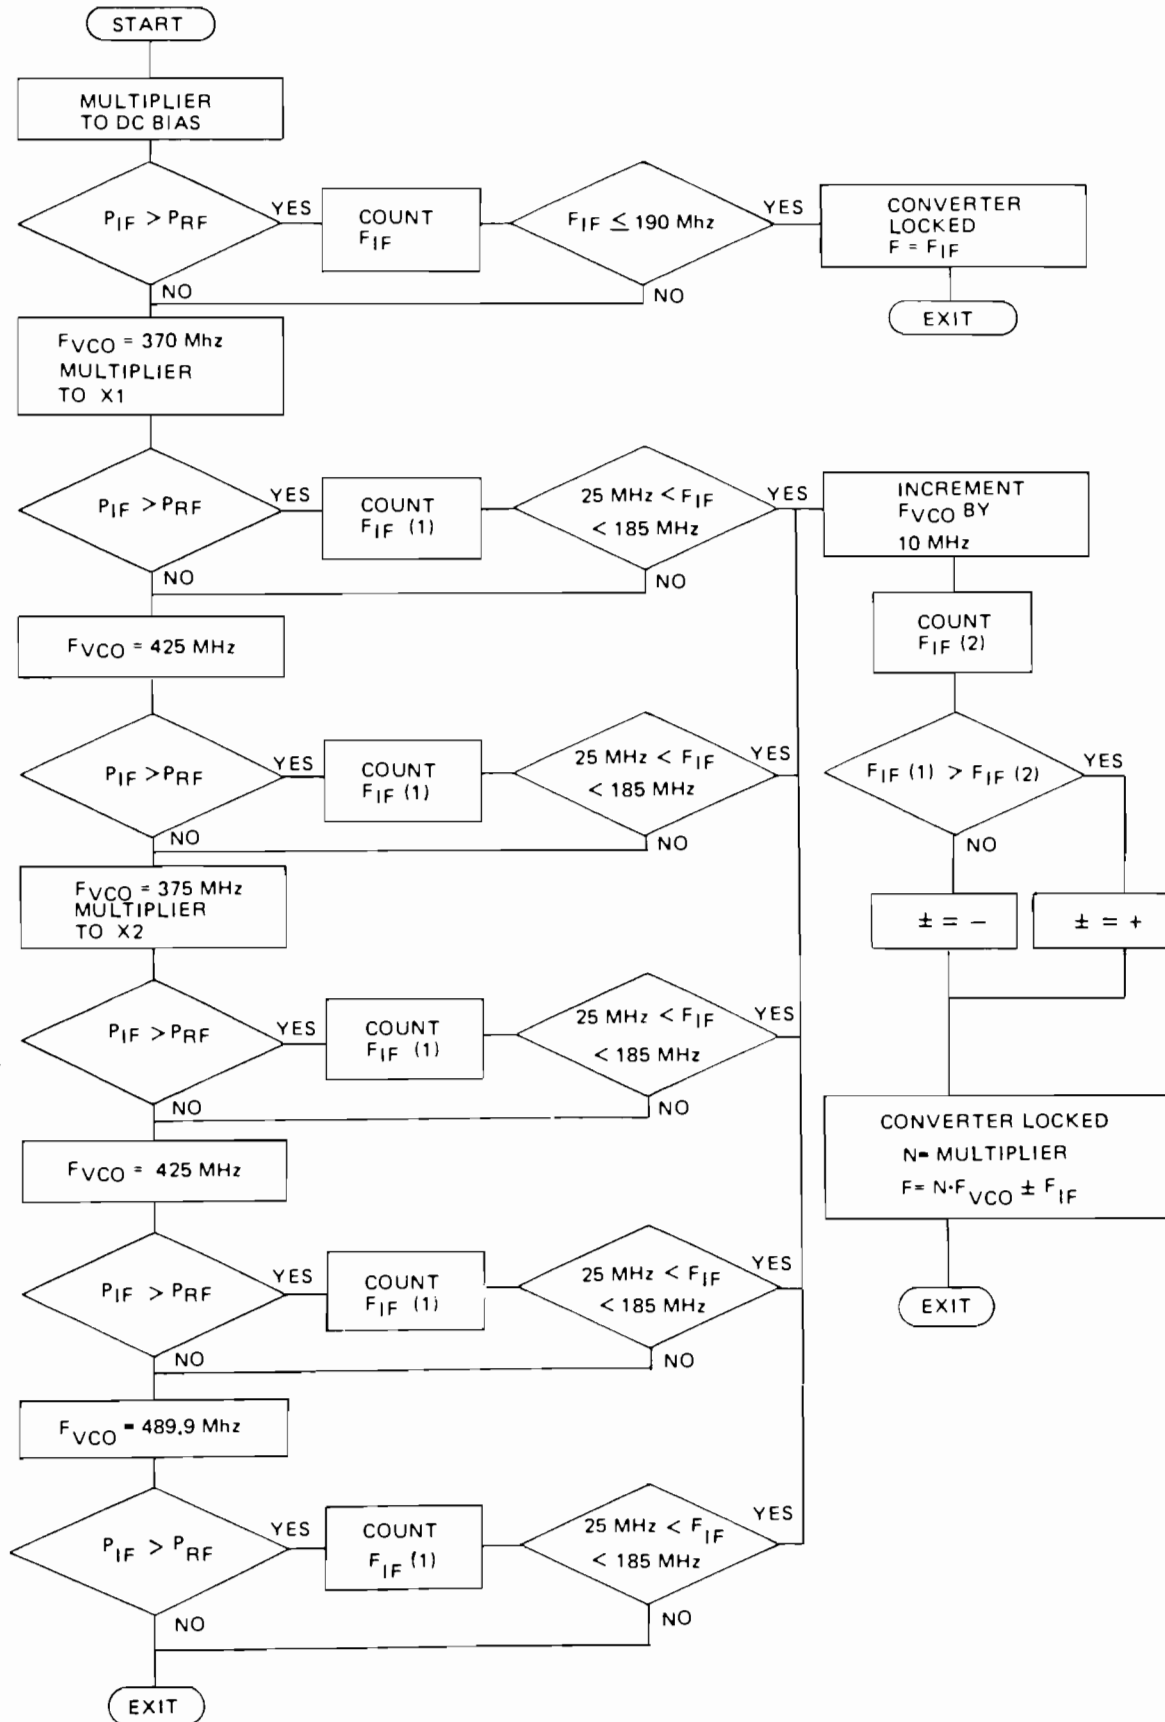 START
MULTIPLIER
TO DC BIAS
PIF > PRF
YES
COUNT
FIF
FIF ≤ 190 Mhz
YES
CONVERTER
LOCKED
F = FIF
NO
NO
EXIT
FVCO = 370 Mhz
MULTIPLIER
TO X1
PIF > PRF
YES
COUNT
FIF (1)
25 MHz < FIF
< 185 MHz
YES
INCREMENT
FVCO BY
10 MHz
NO
NO
FVCO = 425 MHz
COUNT
FIF (2)
PIF > PRF
YES
COUNT
FIF (1)
25 MHz < FIF
< 185 MHz
YES
FIF (1) > FIF (2)
YES
NO
NO
NO
FVCO = 375 MHz
MULTIPLIER
TO X2
± = −
± = +
PIF > PRF
YES
COUNT
FIF (1)
25 MHz < FIF
< 185 MHz
YES
NO
NO
CONVERTER LOCKED
N= MULTIPLIER
F= N·FVCO ± FIF
FVCO = 425 MHz
PIF > PRF
YES
COUNT
FIF (1)
25 MHz < FIF
< 185 MHz
YES
EXIT
NO
NO
FVCO = 489.9 Mhz
PIF > PRF
YES
COUNT
FIF (1)
25 MHz < FIF
< 185 MHz
YES
NO
NO
EXIT